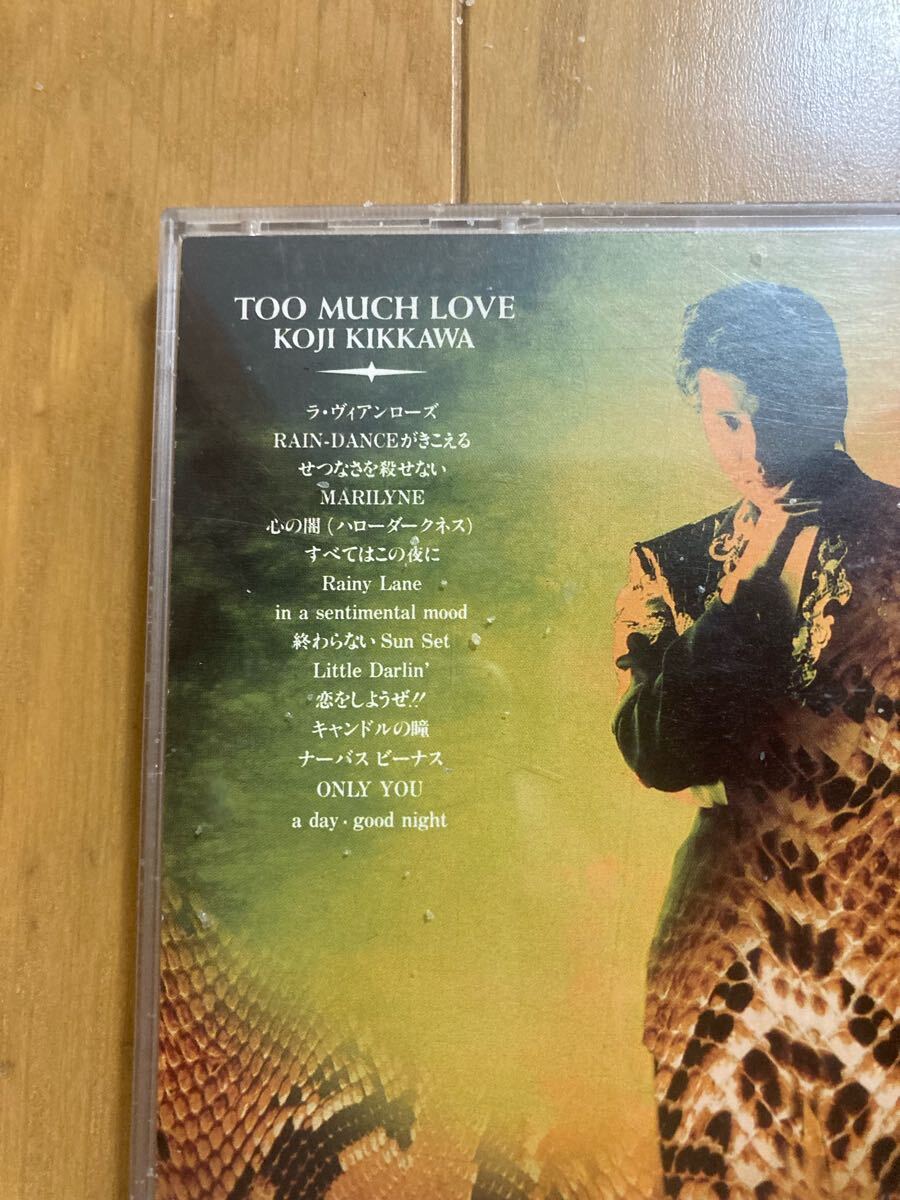 TOO MUCH LOVE
KOJI KIKKAWA
ラ・ヴィアンローズ
RAIN-DANCEがきこえる
せつなさを殺せない
MARILYNE
心の闇(ハローダークネス)
すべてはこの夜に
Rainy Lane
in a sentimental mood
終わらない Sun Set
Little Darlin'
恋をしようぜ!!
キャンドルの瞳
ナーバス ビーナス
ONLY YOU
a day・good night